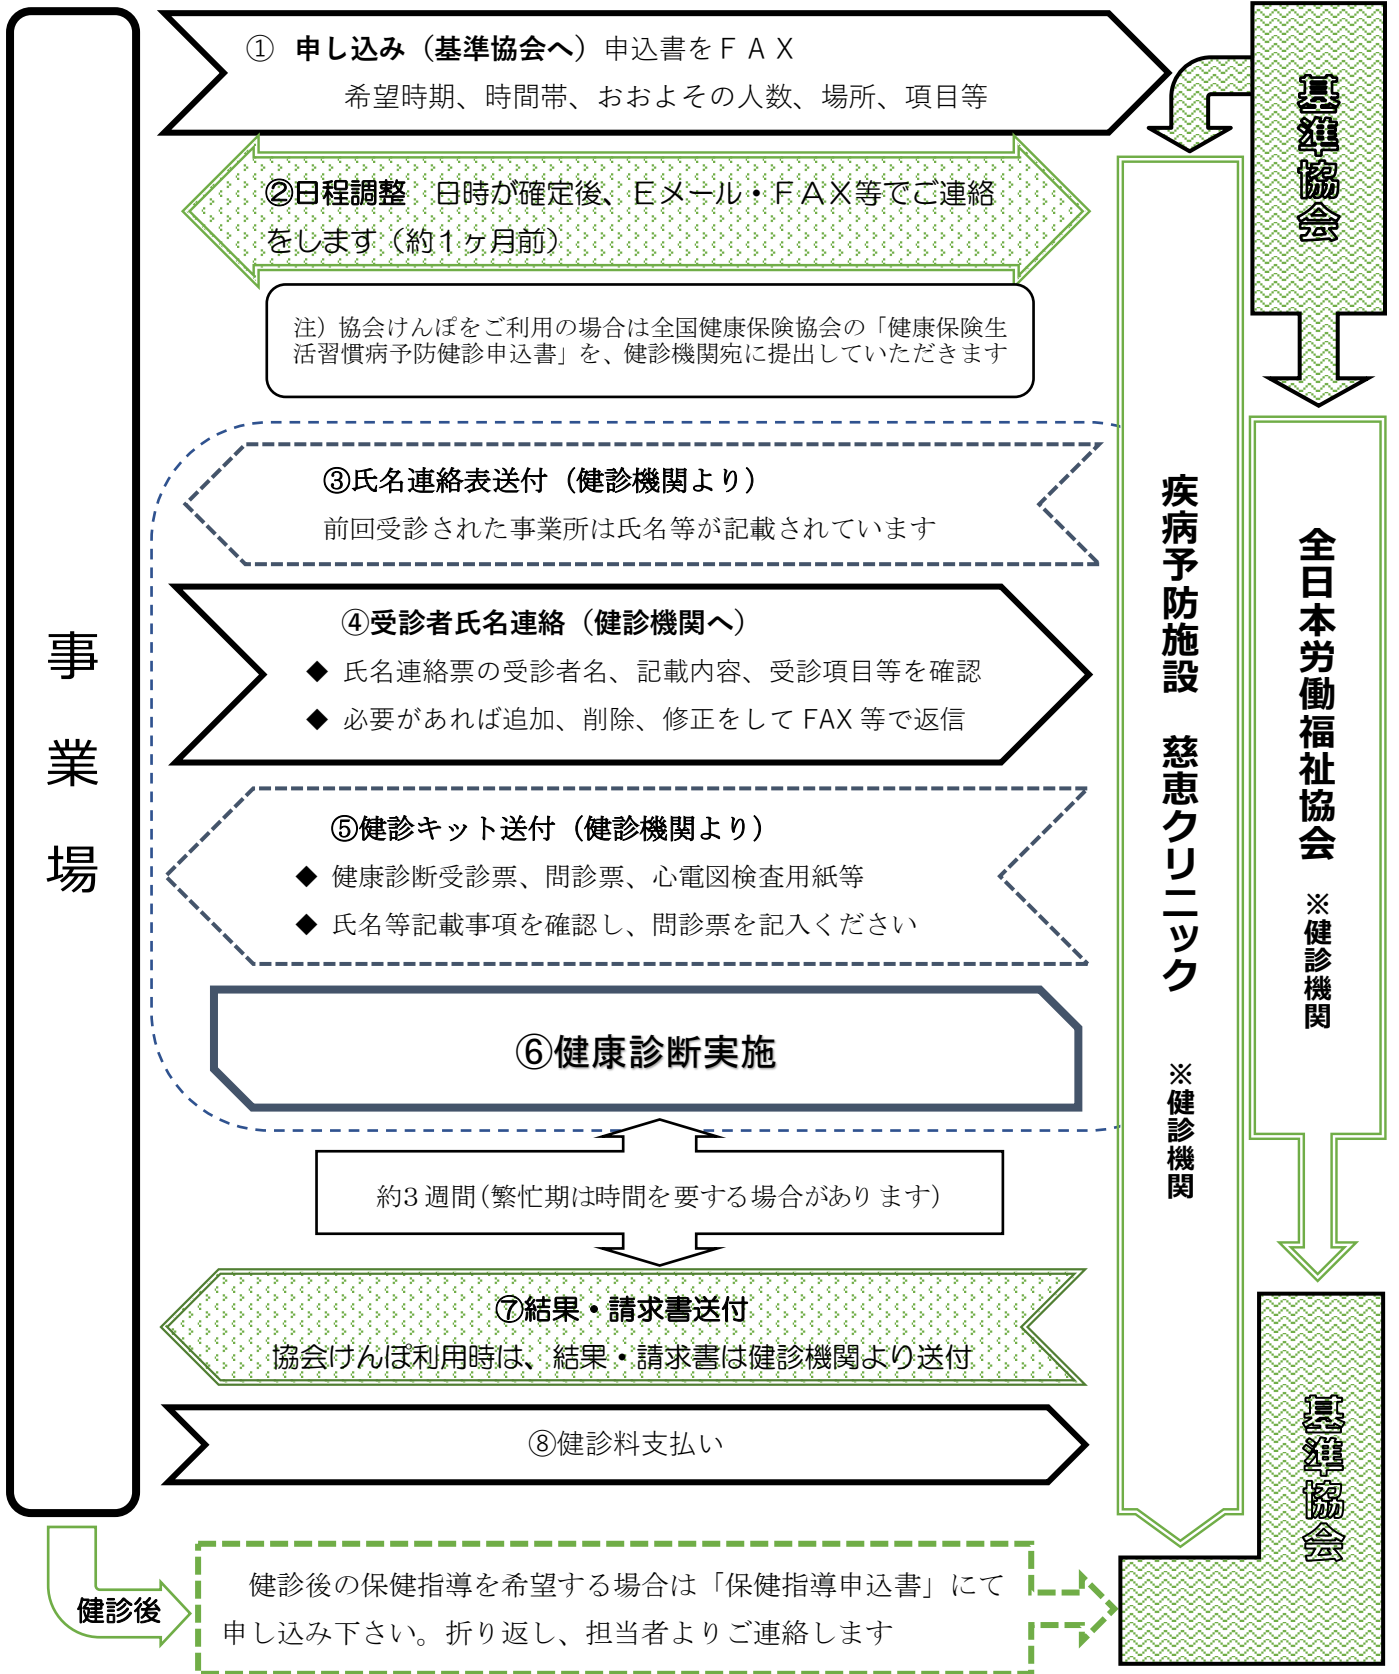 ① 申し込み（基準協会へ）申込書をＦＡＸ
希望時期、時間帯、おおよその人数、場所、項目等
基準協会
②日程調整　日時が確定後、Ｅメール・ＦＡＸ等でご連絡
をします（約１ヶ月前）
注）協会けんぽをご利用の場合は全国健康保険協会の「健康保険生
活習慣病予防健診申込書」を、健診機関宛に提出していただきます
③氏名連絡表送付（健診機関より）
前回受診された事業所は氏名等が記載されています
④受診者氏名連絡（健診機関へ）
◆ 氏名連絡票の受診者名、記載内容、受診項目等を確認
◆ 必要があれば追加、削除、修正をして FAX 等で返信
⑤健診キット送付（健診機関より）
◆ 健康診断受診票、問診票、心電図検査用紙等
◆ 氏名等記載事項を確認し、問診票を記入ください
⑥健康診断実施
約3 週間（繁忙期は時間を要する場合があります）
⑦結果・請求書送付
協会けんぽ利用時は、結果・請求書は健診機関より送付
⑧健診料支払い
事業場
疾病予防施設　慈恵クリニック　※健診機関
全日本労働福祉協会　※健診機関
基準協会
健診後
健診後の保健指導を希望する場合は「保健指導申込書」にて
申し込み下さい。折り返し、担当者よりご連絡します